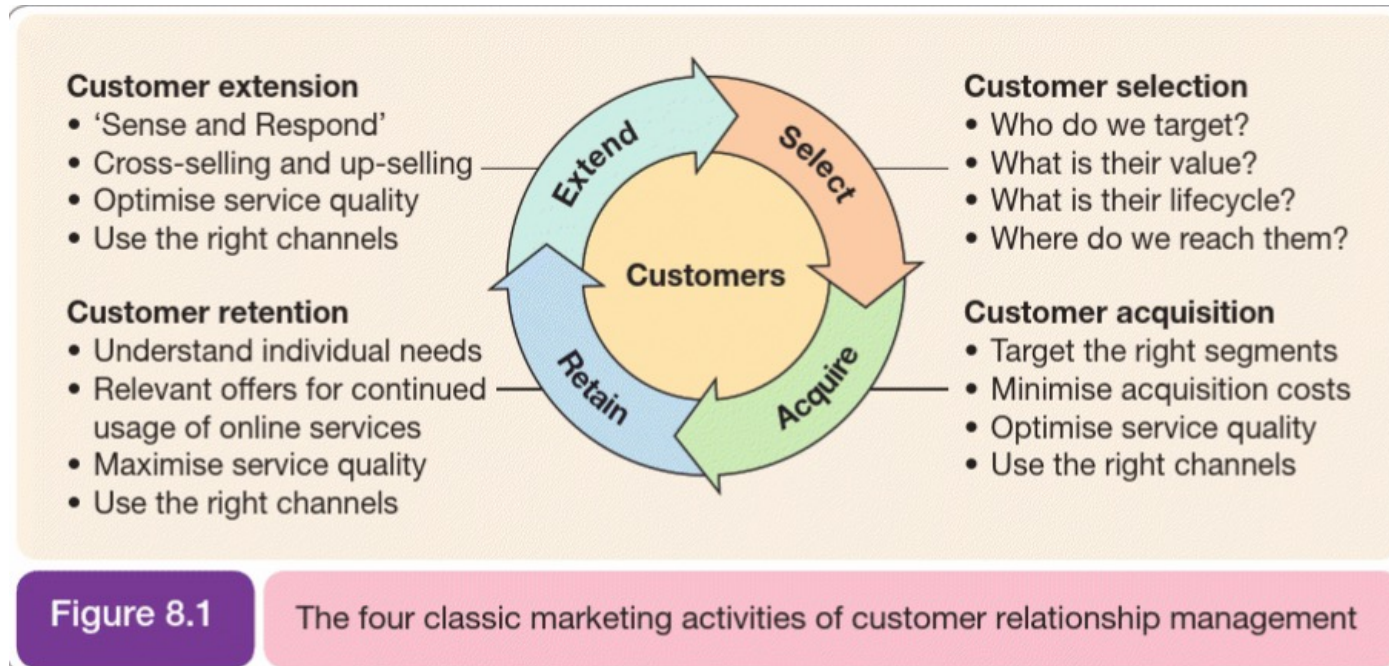 Customer extension
• ‘Sense and Respond’
• Cross-selling and up-selling
• Optimise service quality
• Use the right channels
Customer retention
• Understand individual needs
• Relevant offers for continued
usage of online services
• Maximise service quality
• Use the right channels
Extend
Select
Customers
Retain
Acquire
Customer selection
• Who do we target?
• What is their value?
• What is their lifecycle?
• Where do we reach them?
Customer acquisition
• Target the right segments
• Minimise acquisition costs
• Optimise service quality
• Use the right channels
Figure 8.1
The four classic marketing activities of customer relationship management